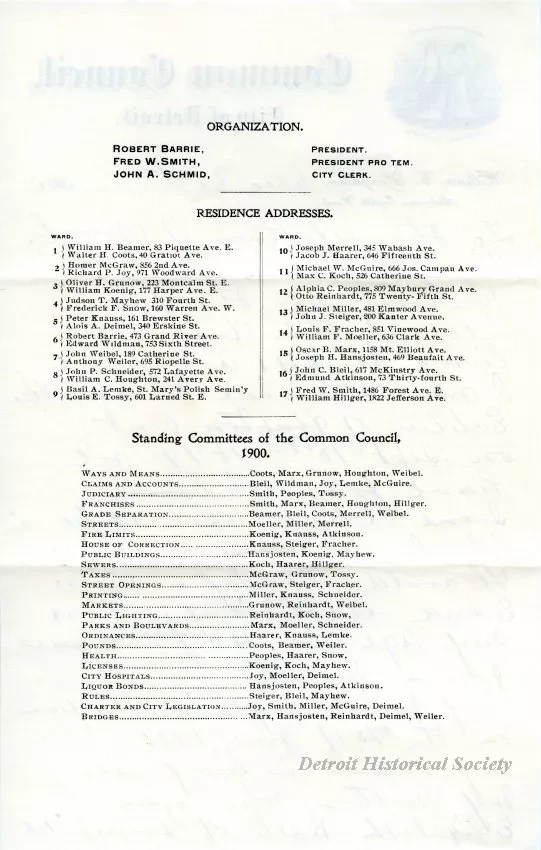 ORGANIZATION.
ROBERT BARRIE, PRESIDENT.
FRED W. SMITH, PRESIDENT PRO TEM.
JOHN A. SCHMID, CITY CLERK.
RESIDENCE ADDRESSES.
WARD.
1 William H. Beamer, 83 Piquette Ave. E.
Walter H. Coots, 40 Gratiot Ave.
2 Homer McGraw, 856 2nd Ave.
Richard P. Joy, 971 Woodward Ave.
3 Oliver H. Grunow, 223 Montcalm St. E.
William Koenig, 177 Harper Ave. E.
4 Judson T. Mayhew 310 Fourth St.
Frederick F. Snow, 160 Warren Ave. W.
5 Peter Knauss, 161 Brewster St.
Alois A. Deimel, 340 Erskine St.
6 Robert Barrie, 473 Grand River Ave.
Edward Wildman, 753 Sixth Street.
7 John Weibel, 189 Catherine St.
Anthony Weiler, 695 Riopelle St.
8 John P. Schneider, 572 Lafayette Ave.
William C. Houghton, 241 Avery Ave.
9 Basil A. Lemke, St. Mary's Polish Semin'y
Louis E. Tossy, 601 Larned St. E.
WARD.
10 Joseph Merrell, 345 Wabash Ave.
Jacob J. Haarer, 646 Fifteenth St.
11 Michael W. McGuire, 666 Jos. Campau Ave.
Max C. Koch, 526 Catherine St.
12 Alphia C. Peoples, 809 Maybury Grand Ave.
Otto Reinhardt, 775 Twenty-Fifth St.
13 Michael Miller, 481 Elmwood Ave.
John J. Steiger, 200 Kanter Avenue.
14 Louis F. Fracher, 851 Vinewood Ave.
William F. Moeller, 636 Clark Ave.
15 Oscar B. Marx, 1158 Mt. Elliott Ave.
Joseph H. Hansjosten, 469 Beaufait Ave.
16 John C. Bleil, 617 McKinstry Ave.
Edmund Atkinson, 73 Thirty-fourth St.
17 Fred W. Smith, 1486 Forest Ave. E.
William Hillger, 1822 Jefferson Ave.
Standing Committees of the Common Council,
1900.
WAYS AND MEANS....Coots, Marx, Grunow, Houghton, Weibel.
CLAIMS AND ACCOUNTS....Bleil, Wildman, Joy, Lemke, McGuire.
JUDICIARY....Smith, Peoples, Tossy.
FRANCHISES....Smith, Marx, Beamer, Houghton, Hillger.
GRADE SEPARATION....Beamer, Bleil, Coots, Merrell, Weibel.
STREETS....Moeller, Miller, Merrell.
FIRE LIMITS....Koenig, Knauss, Atkinson.
HOUSE OF CORRECTION....Knauss, Steiger, Fracher.
PUBLIC BUILDINGS....Hansjosten, Koenig, Mayhew.
SEWERS....Koch, Haarer, Hillger.
TAXES....McGraw, Grunow, Tossy.
STREET OPENINGS....McGraw, Steiger, Fracher.
PRINTING....Miller, Knauss, Schneider.
MARKETS....Grunow, Reinhardt, Weibel.
PUBLIC LIGHTING....Reinhardt, Koch, Snow,
PARKS AND BOULEVARDS....Marx, Moeller, Schneider.
ORDINANCES....Haarer, Knauss, Lemke.
POUNDS....Coots, Beamer, Weiler.
HEALTH....Peoples, Haarer, Snow,
LICENSES....Koenig, Koch, Mayhew.
CITY HOSPITALS....Joy, Moeller, Deimel.
LIQUOR BONDS....Hansjosten, Peoples, Atkinson.
RULES....Steiger, Bleil, Mayhew.
CHARTER AND CITY LEGISLATION....Joy, Smith, Miller, McGuire, Deimel.
BRIDGES....Marx, Hansjosten, Reinhardt, Deimel, Weiler.
Detroit Historical Society